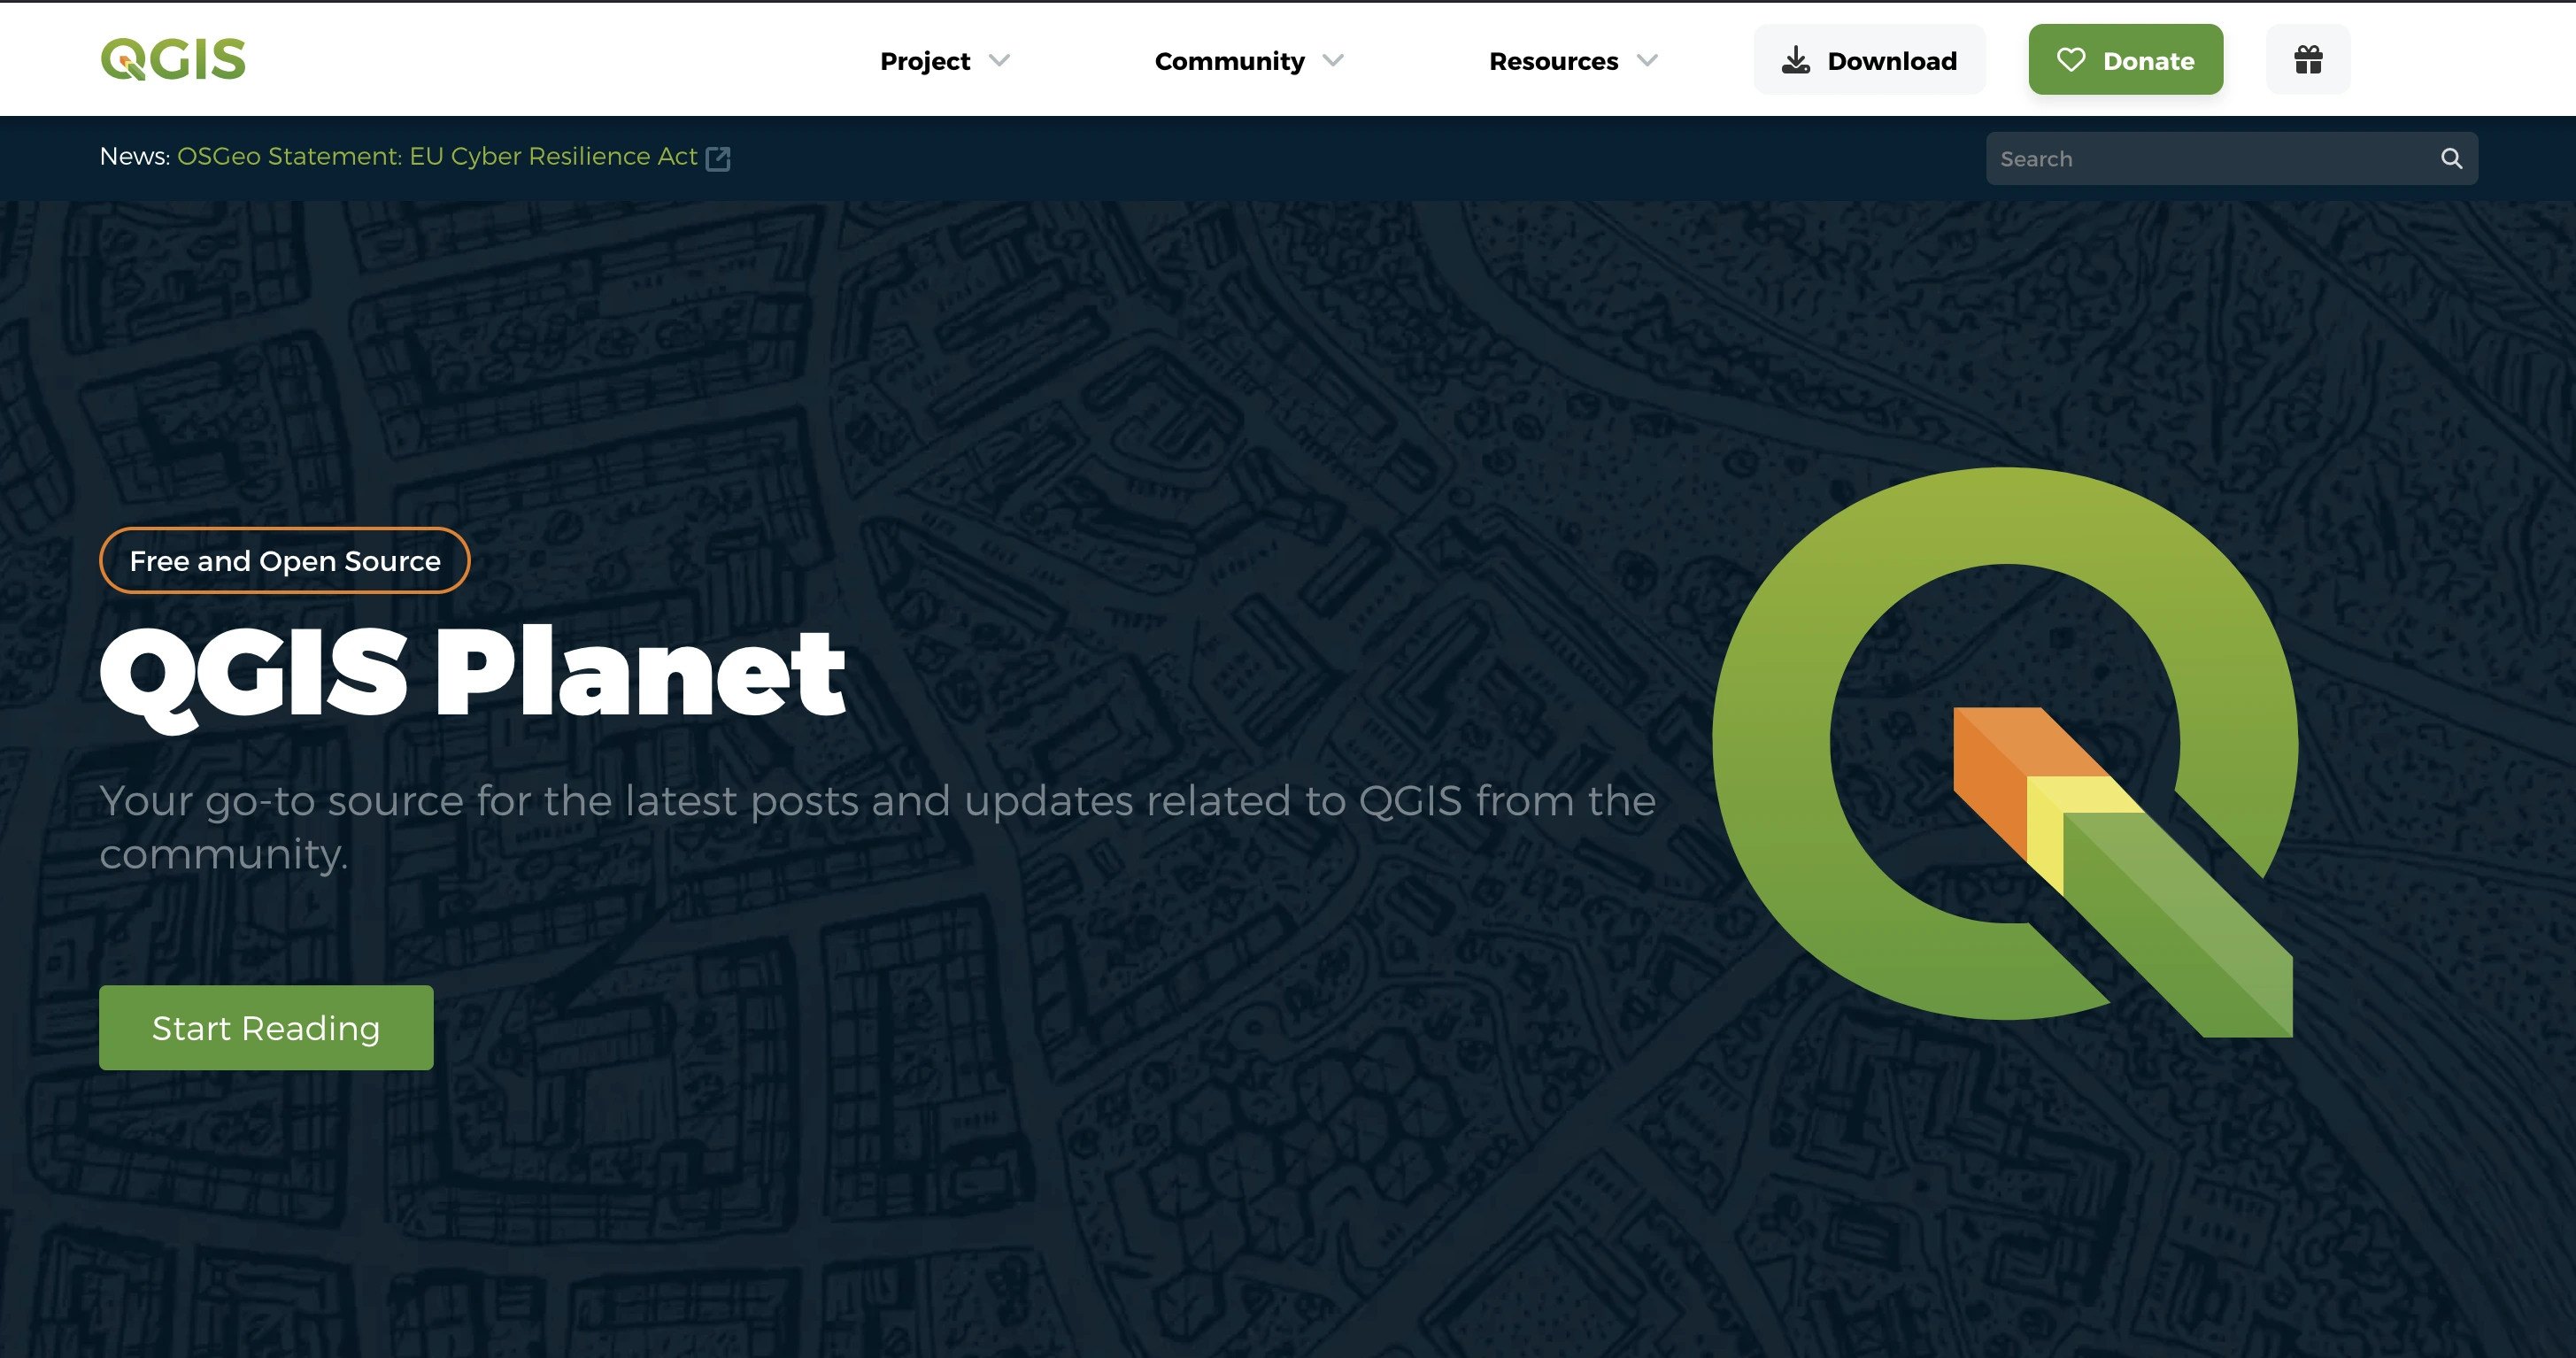 QGIS
Project
Community
Resources
Download
Donate
News: OSGeo Statement: EU Cyber Resilience Act
Search
Free and Open Source
QGIS Planet
Your go-to source for the latest posts and updates related to QGIS from the
community.
Start Reading